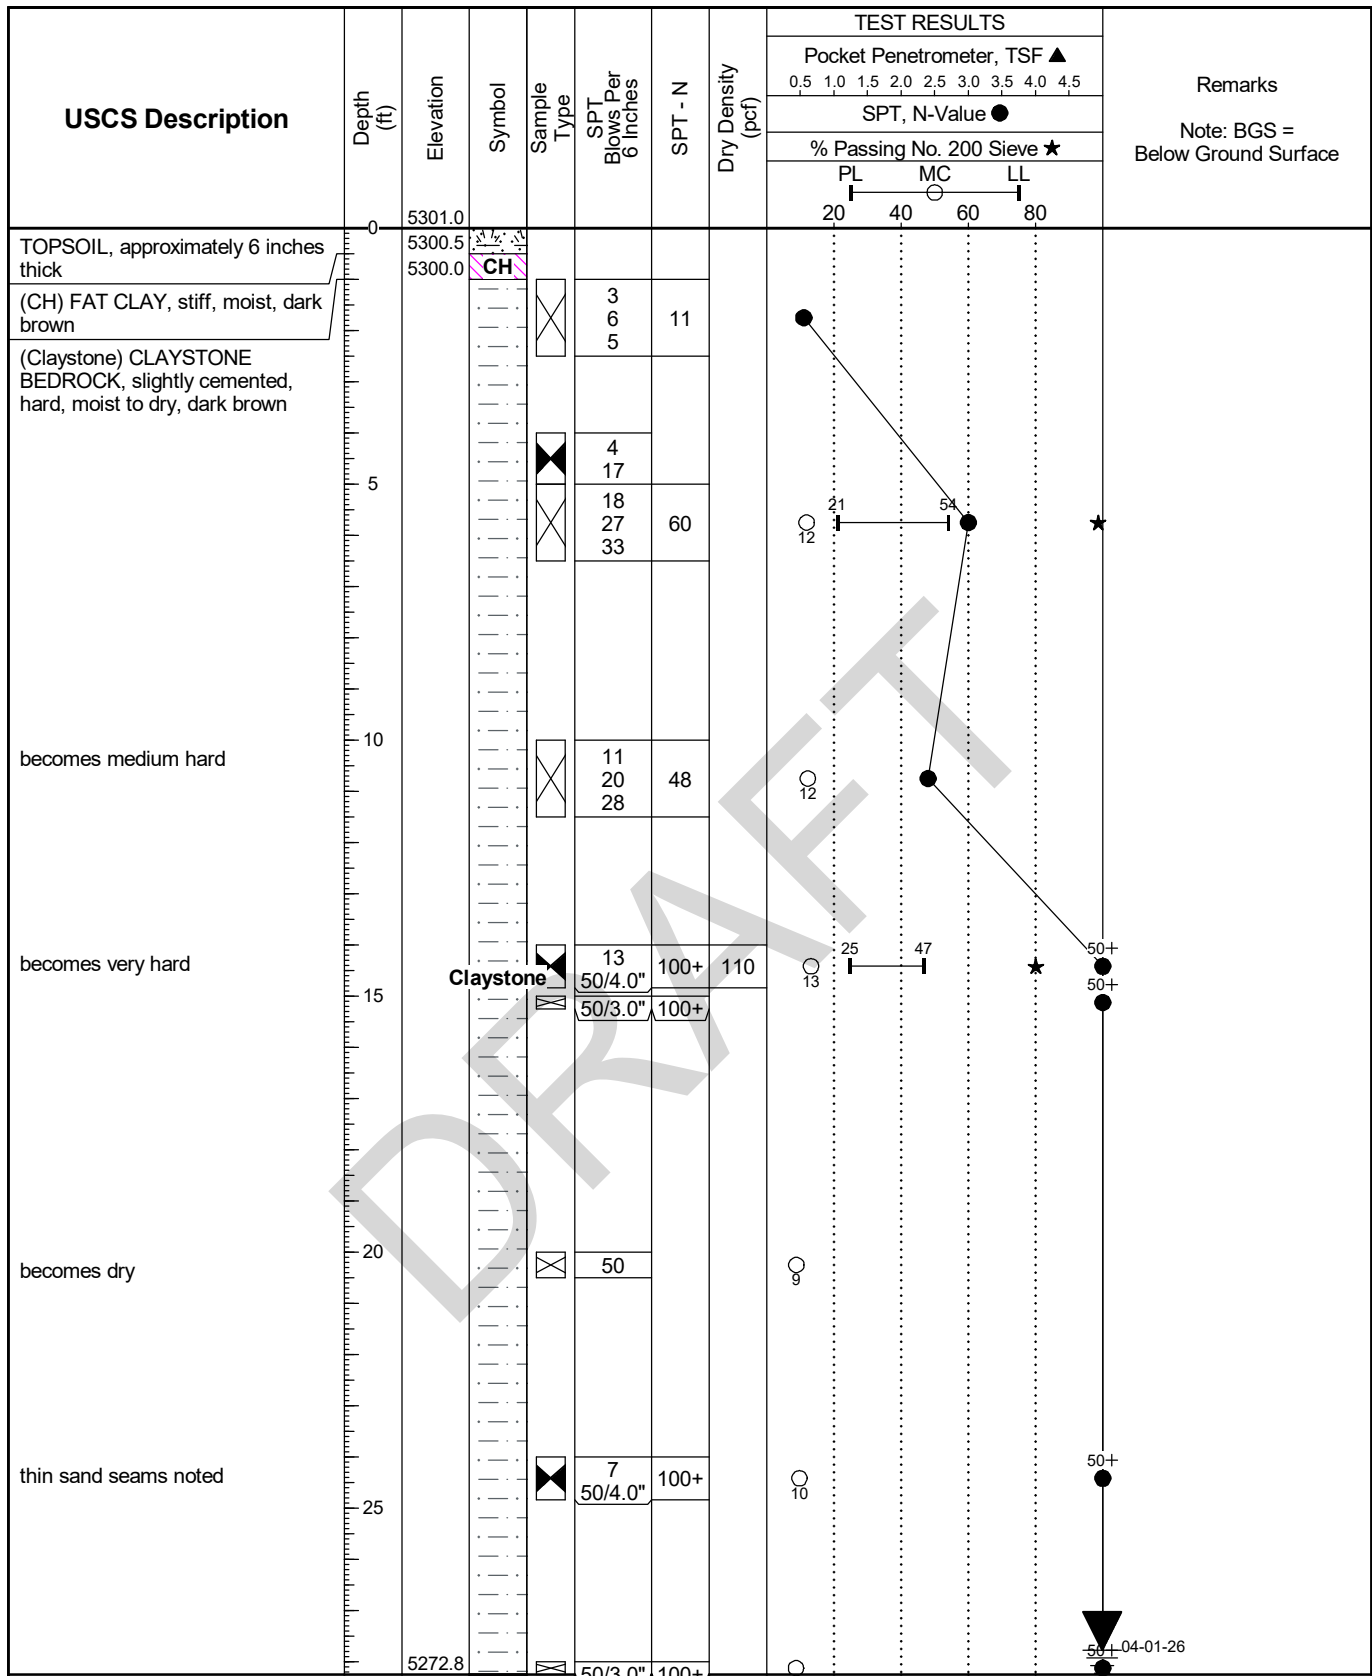 TEST RESULTS
Pocket Penetrometer, TSF ▲
0.5 1.0 1.5 2.0 2.5 3.0 3.5 4.0 4.5
SPT, N-Value ●
% Passing No. 200 Sieve ★
PL MC LL
20 40 60 80
USCS Description
Depth
(ft)
Elevation
Symbol
Sample
Type
SPT
Blows Per
6 Inches
SPT - N
Dry Density
(pcf)
Remarks
Note: BGS =
Below Ground Surface
0
5301.0
TOPSOIL, approximately 6 inches
thick
5300.5
5300.0
CH
(CH) FAT CLAY, stiff, moist, dark
brown
3
6
5
11
(Claystone) CLAYSTONE
BEDROCK, slightly cemented,
hard, moist to dry, dark brown
4
17
5
18
27
33
60
12
21
54
10
becomes medium hard
11
20
28
48
12
becomes very hard
Claystone
13
50/4.0"
100+
110
13
25
47
50+
15
50/3.0"
100+
50+
20
becomes dry
50
9
thin sand seams noted
7
50/4.0"
100+
10
50+
25
04-01-26
50+
5272.8
50/3.0"
100+
DRAFT